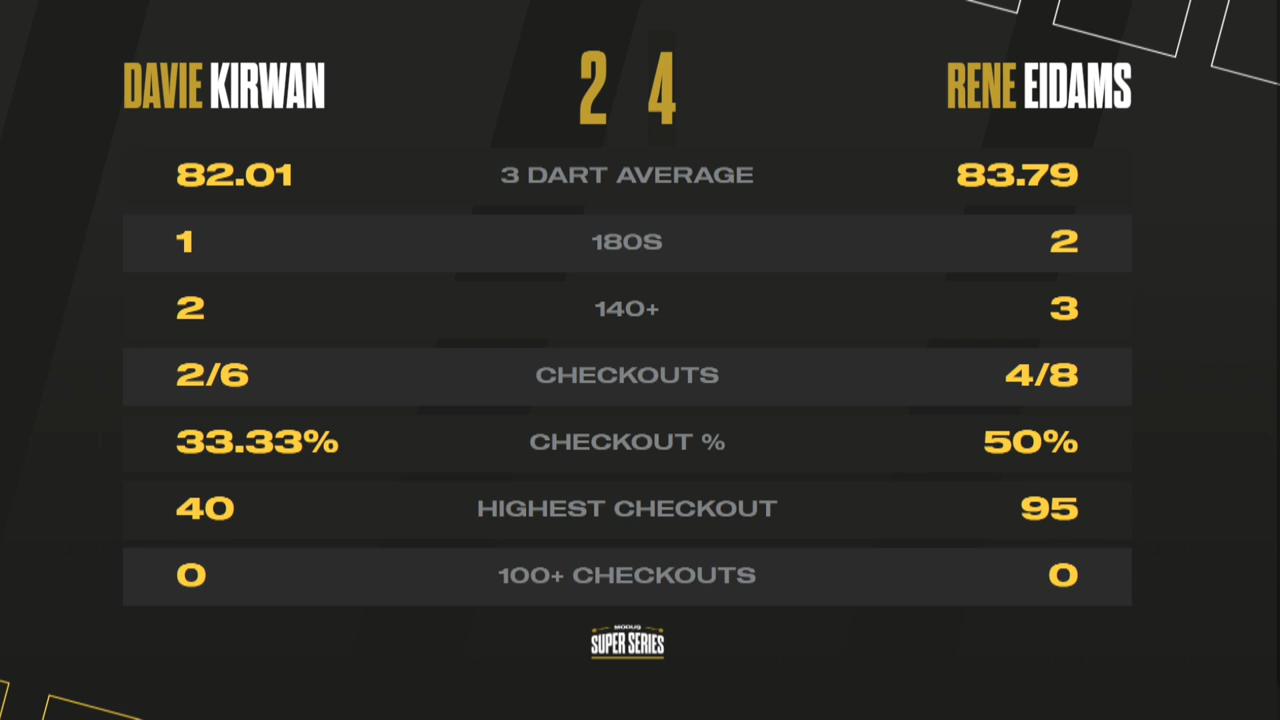 DAVIE KIRWAN 2 4 RENE EIDAMS
82.01 3 DART AVERAGE 83.79
1 180S 2
2 140+ 3
2/6 CHECKOUTS 4/8
33.33% CHECKOUT % 50%
40 HIGHEST CHECKOUT 95
0 100+ CHECKOUTS 0
MODUS
SUPER SERIES